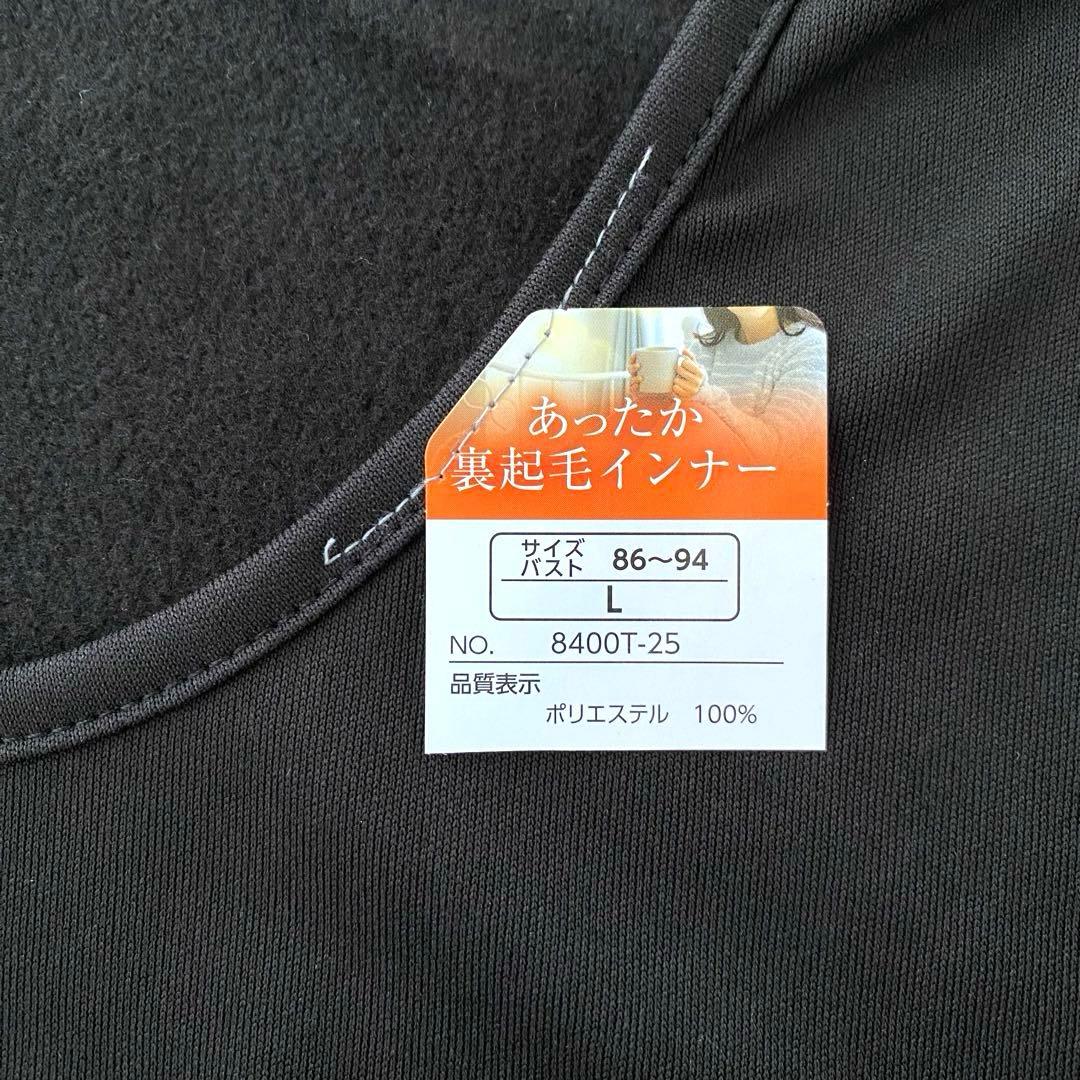 あったか
裏起毛インナー
サイズ
バスト 86〜94
L
NO. 8400T-25
品質表示
ポリエステル 100%